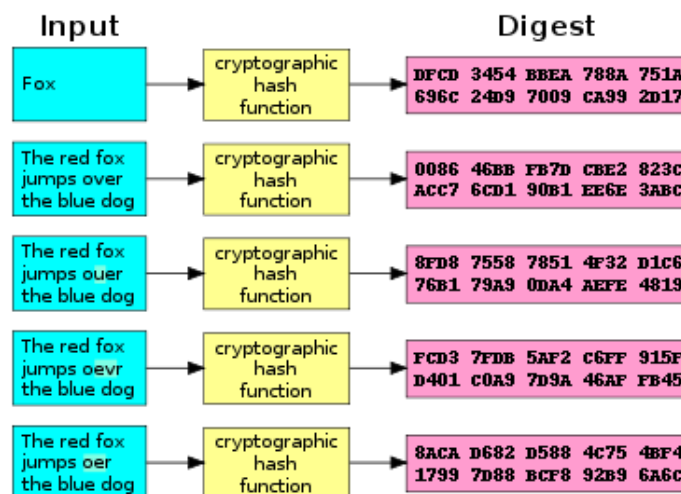 Input
Digest
Fox
cryptographic
hash
function
DFCD 3454 BBEA 788A 751A
696C 24D9 7009 CA99 2D17
The red fox
jumps over
the blue dog
cryptographic
hash
function
0086 46BB FB7D CBE2 823C
ACC7 6CD1 90B1 EE6E 3ABC
The red fox
jumps ouer
the blue dog
cryptographic
hash
function
8FD8 7558 7851 4F32 D1C6
76B1 79A9 0DA4 AEFE 4819
The red fox
jumps oevr
the blue dog
cryptographic
hash
function
FCD3 7FDB 5AF2 C6FF 915F
D401 C0A9 7D9A 46AF FB45
The red fox
jumps oer
the blue dog
cryptographic
hash
function
8ACA D682 D588 4C75 4BF4
1799 7D88 BCF8 92B9 6A6C